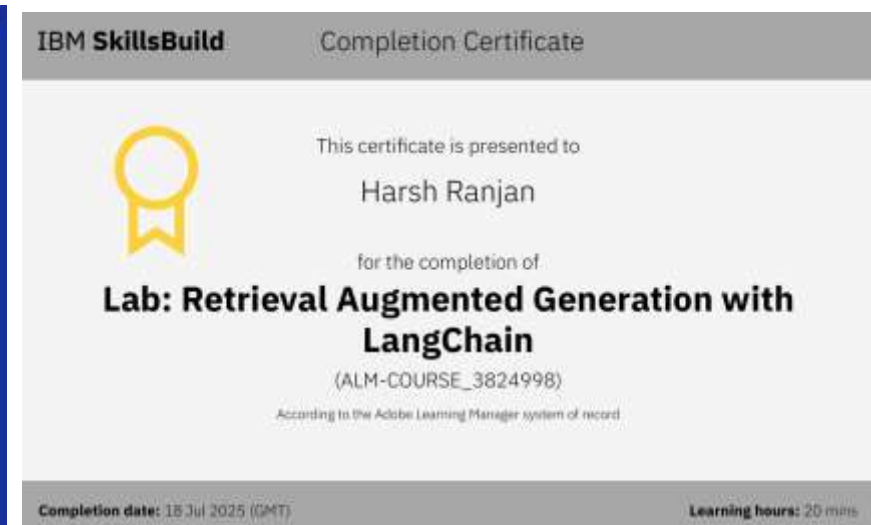 IBM SkillsBuild Completion Certificate
This certificate is presented to
Harsh Ranjan
for the completion of
Lab: Retrieval Augmented Generation with
LangChain
(ALM-COURSE_3824998)
According to the Adobe Learning Manager system of record
Completion date: 18 Jul 2025 (GMT) Learning hours: 20 mins